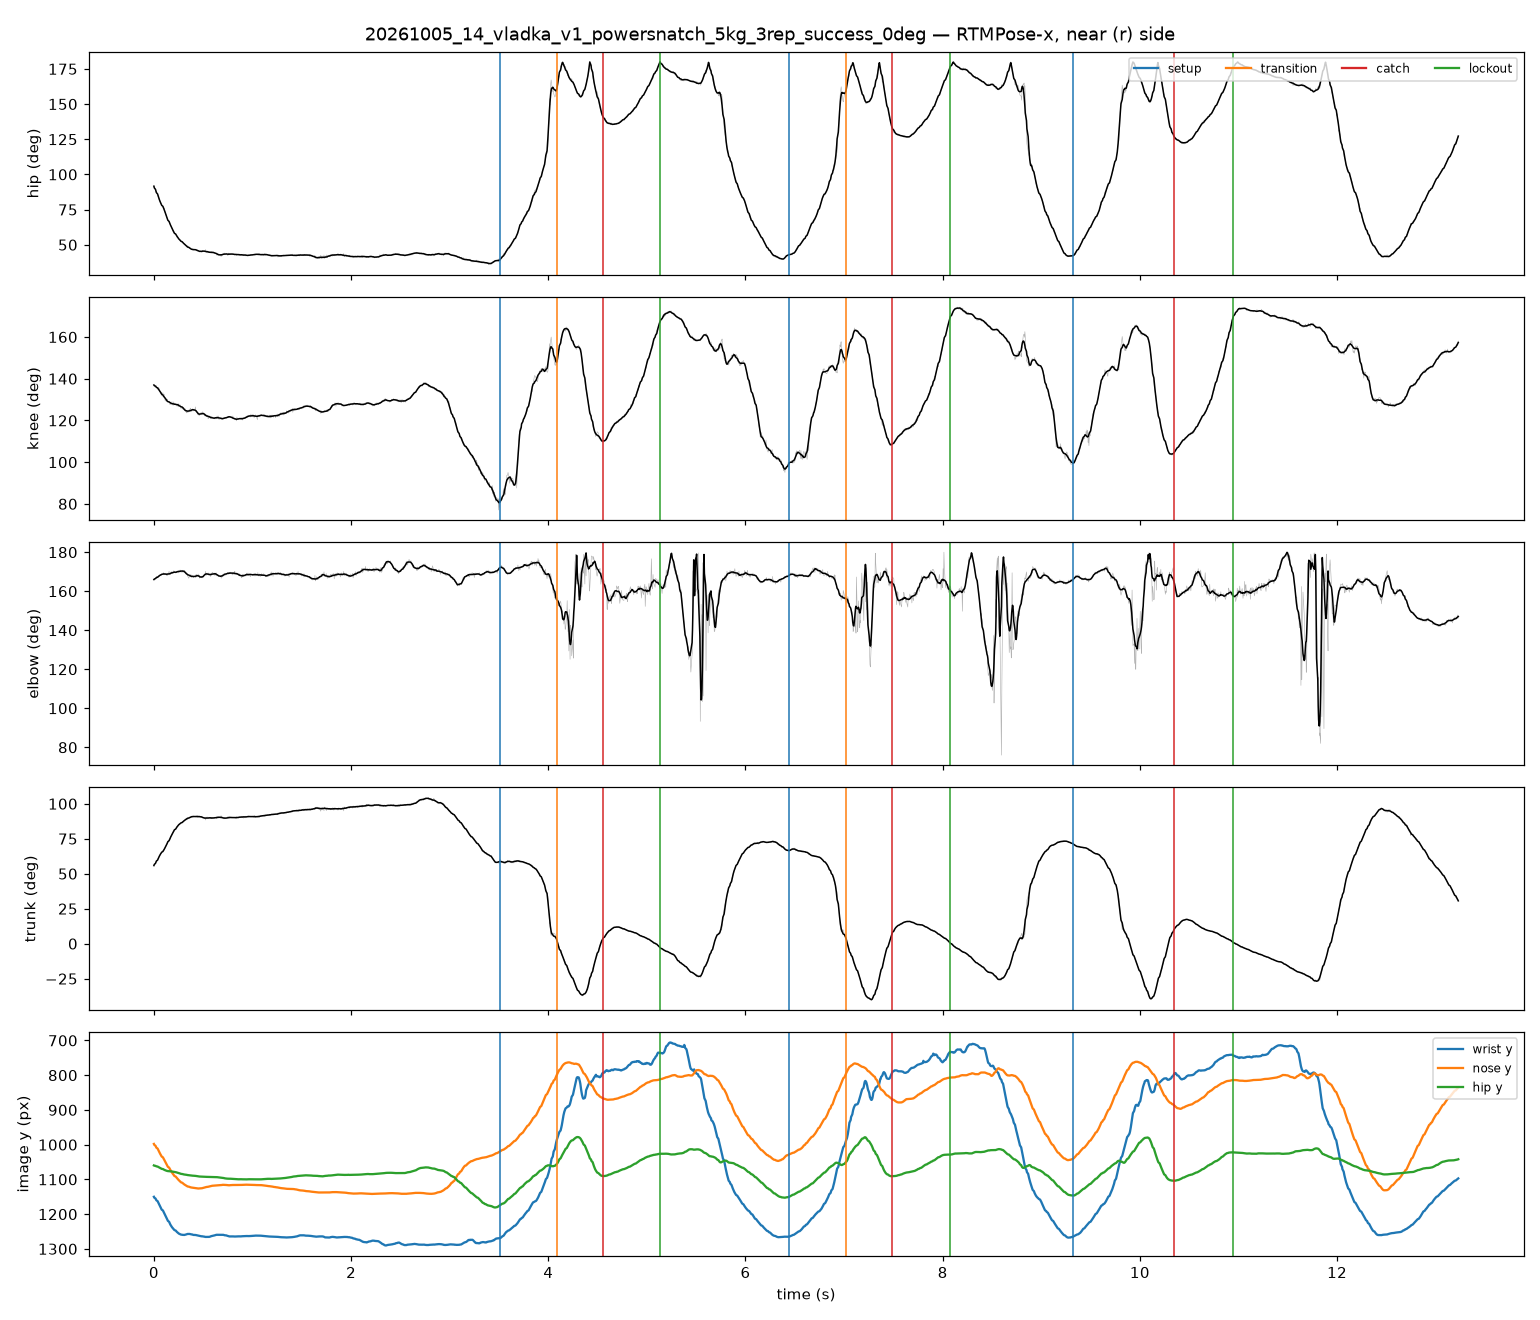 20261005_14_vladka_v1_powersnatch_5kg_3rep_success_0deg — RTMPose-x, near (r) side
setup transition catch lockout
hip (deg)
175
150
125
100
75
50
knee (deg)
160
140
120
100
80
elbow (deg)
180
160
140
120
100
80
trunk (deg)
100
75
50
25
0
−25
wrist y
nose y
hip y
image y (px)
700
800
900
1000
1100
1200
1300
0 2 4 6 8 10 12
time (s)